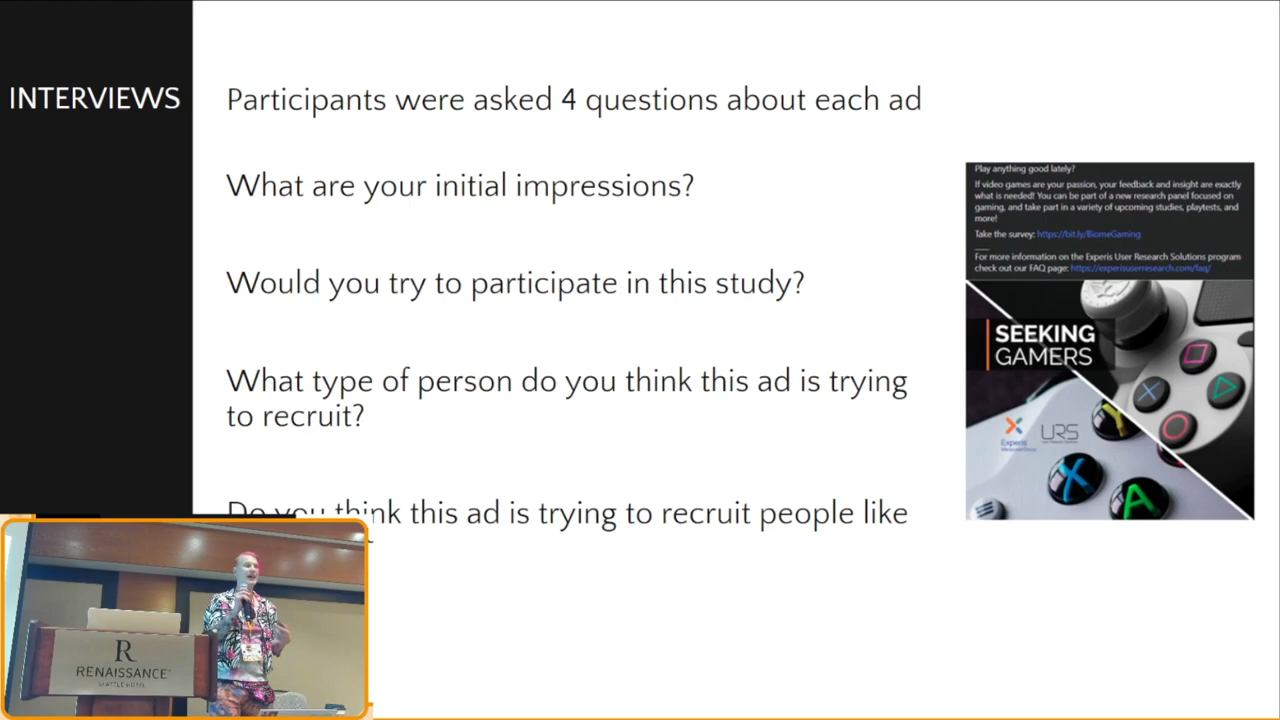 INTERVIEWS
Participants were asked 4 questions about each ad
What are your initial impressions?
Would you try to participate in this study?
What type of person do you think this ad is trying
to recruit?
Do you think this ad is trying to recruit people like
Play anything good lately?
If video games are your passion, your feedback and insight are exactly
what is needed! You can be part of a new research panel focused on
gaming, and take part in a variety of upcoming studies, playtests, and
more!
Take the survey: https://bit.ly/BiomeGaming
For more information on the Experis User Research Solutions program
check out our FAQ page: https://experisuserresearch.com/faq/
SEEKING
GAMERS
Experis
ManpowerGroup
URS
Y
X
A
R
RENAISSANCE
SEATTLE HOTEL